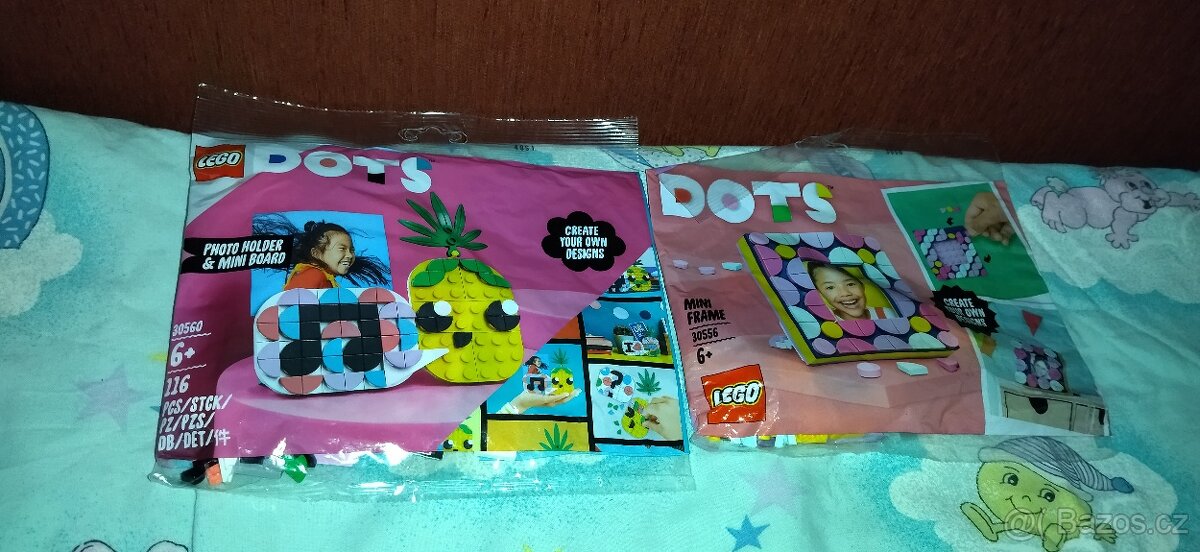 LEGO
DOTS
PHOTO HOLDER
& MINI BOARD
CREATE
YOUR OWN
DESIGNS
30560
6+
116
PCS/STCK/
PZ/PZS/
DB/DET/件
DOTS
MINI
FRAME
30556
6+
LEGO
CREATE
YOUR OWN
DESIGNS
@ Bazos.cz